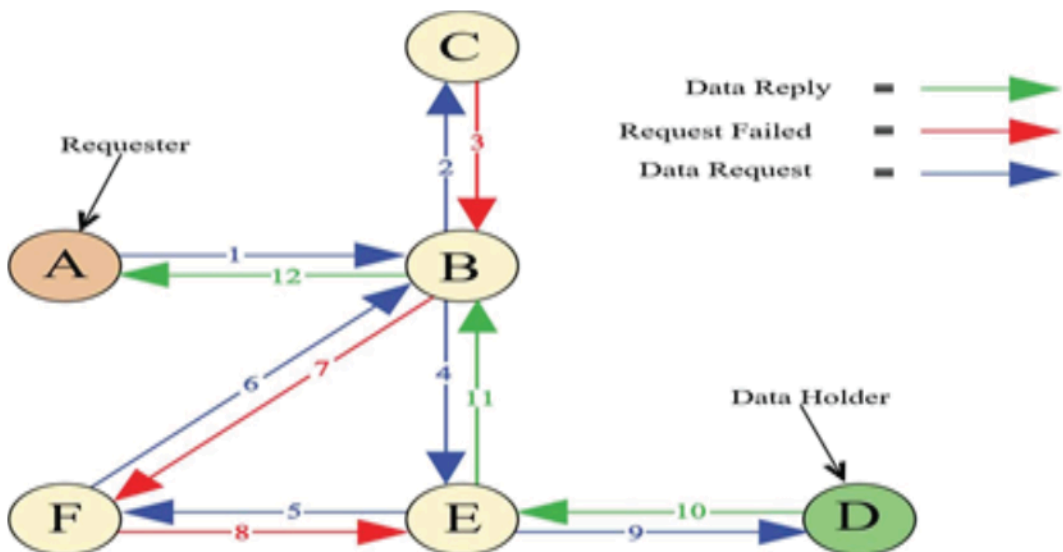 C
Data Reply =
Request Failed =
Data Request =
Requester
2
3
A
1
12
B
6
7
4
11
Data Holder
F
5
8
E
10
9
D